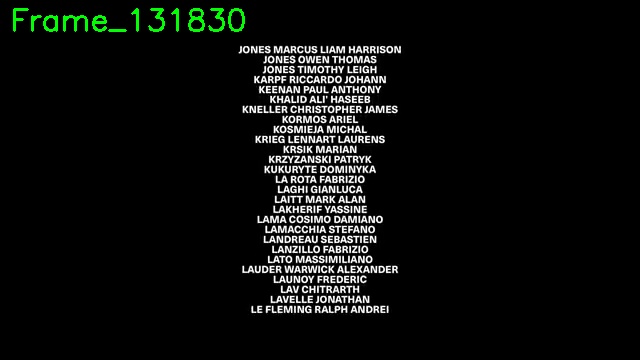 Frame_131830
JONES MARCUS LIAM HARRISON
JONES OWEN THOMAS
JONES TIMOTHY LEIGH
KARPF RICCARDO JOHANN
KEENAN PAUL ANTHONY
KHALID ALI' HASEEB
KNELLER CHRISTOPHER JAMES
KORMOS ARIEL
KOSMIEJA MICHAL
KRIEG LENNART LAURENS
KRSIK MARIAN
KRZYZANSKI PATRYK
KUKURYTE DOMINYKA
LA ROTA FABRIZIO
LAGHI GIANLUCA
LAITT MARK ALAN
LAKHERIF YASSINE
LAMA COSIMO DAMIANO
LAMACCHIA STEFANO
LANDREAU SEBASTIEN
LANZILLO FABRIZIO
LATO MASSIMILIANO
LAUDER WARWICK ALEXANDER
LAUNOY FREDERIC
LAV CHITRARTH
LAVELLE JONATHAN
LE FLEMING RALPH ANDREI